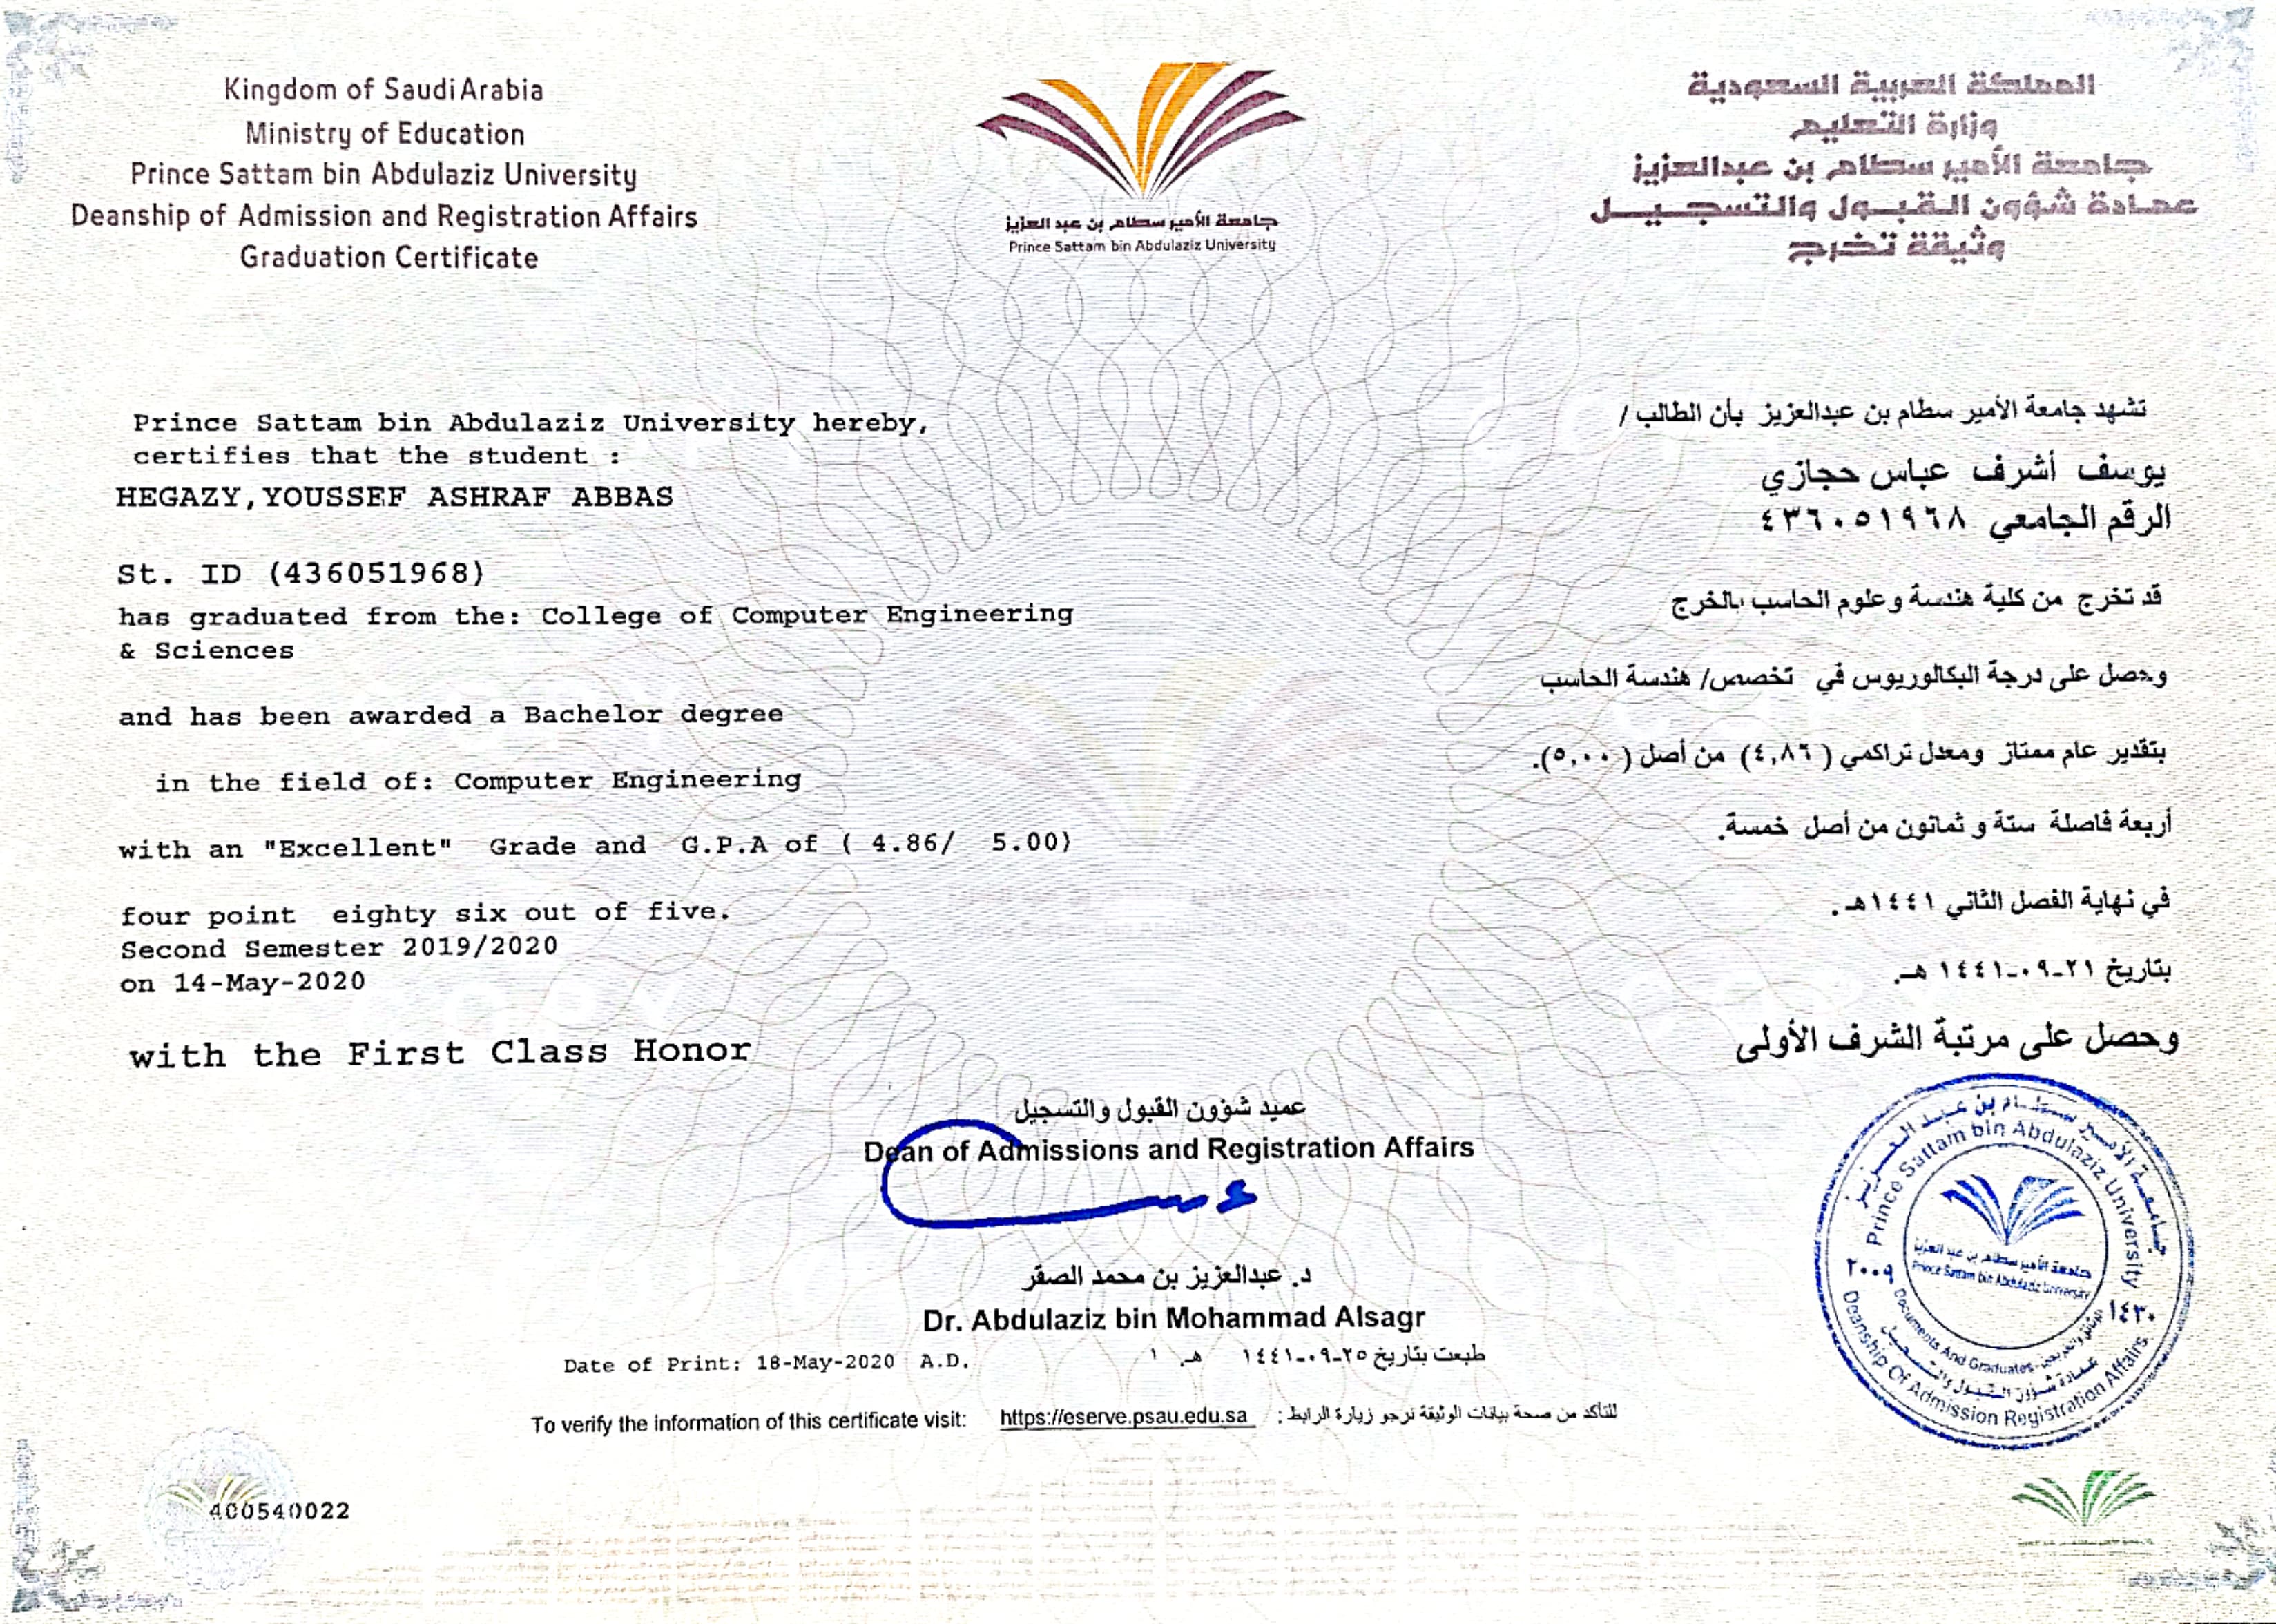 Kingdom of Saudi Arabia
Ministry of Education
Prince Sattam bin Abdulaziz University
Deanship of Admission and Registration Affairs
Graduation Certificate
جامعة الأمير سطام بن عبد العزيز
Prince Sattam bin Abdulaziz University
المملكة العربية السعودية
وزارة التعليم
جامعة الأمير سطام بن عبدالعزيز
عمادة شؤون القبول والتسجيل
وثيقة تخرج
Prince Sattam bin Abdulaziz University hereby,
certifies that the student :
HEGAZY,YOUSSEF ASHRAF ABBAS
St. ID (436051968)
has graduated from the: College of Computer Engineering
& Sciences
and has been awarded a Bachelor degree
in the field of: Computer Engineering
with an "Excellent" Grade and G.P.A of ( 4.86/ 5.00)
four point eighty six out of five.
Second Semester 2019/2020
on 14-May-2020
with the First Class Honor
تشهد جامعة الأمير سطام بن عبدالعزيز بأن الطالب /
يوسف أشرف عباس حجازي
الرقم الجامعي ٤٣٦٠٥١٩٦٨
قد تخرج من كلية هندسة وعلوم الحاسب بالخرج
وحصل على درجة البكالوريوس في تخصص/ هندسة الحاسب
بتقدير عام ممتاز ومعدل تراكمي ( ٤,٨٦) من أصل ( ٥,٠٠).
أربعة فاصلة ستة و ثمانون من أصل خمسة.
في نهاية الفصل الثاني ١٤٤١هـ .
بتاريخ ٢١-٠٩-١٤٤١ هـ.
وحصل على مرتبة الشرف الأولى
عميد شؤون القبول والتسجيل
Dean of Admissions and Registration Affairs
د. عبدالعزيز بن محمد الصقر
Dr. Abdulaziz bin Mohammad Alsagr
Date of Print: 18-May-2020 A.D.
طبعت بتاريخ ٢٥-٠٩-١٤٤١ هـ. ١
To verify the information of this certificate visit: https://eserve.psau.edu.sa : للتأكد من صحة بيانات الوثيقة نرجو زيارة الرابط
جامعة الأمير سطام بن عبد العزيز
Prince Sattam bin Abdulaziz University
جامعة الأمير سطام بن عبد العزيز
Prince Sattam bin Abdulaziz University
٢٠٠٩
١٤٣٠
Documents And Graduates
عمادة شؤون القبول والتسجيل
Deanship Of Admission Registration Affairs
400540022